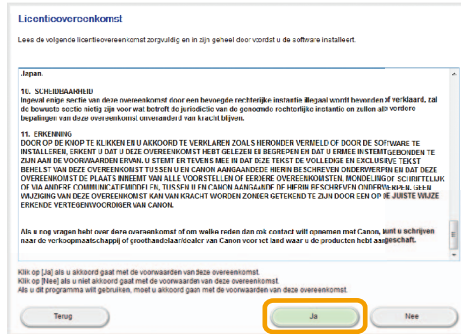 Licentieovereenkomst
Lees de volgende licentieovereenkomst zorgvuldig en in zijn geheel door voordst u de software installeert.
Japan.
10. SCHEIDBAARHEID
Ingeval enige sectie van deze overeenkomst door een bevoegde rechterlijke instantie illegaal wordt bevonden of verklaard, zal
de bewuste sectie nietig zijn voor wat betroft de jurisdictie van de genoemde rechterlijke instantie en zullen alle verdere
bepalingen van deze overeenkomst onveranderd van kracht blijven.
11. ERKENNING
DOOR OP DE KNOP TE KLIKKEN EN U AKKOORD TE VERKLAREN ZOALS HIERONDER VERMELD OF DOOR DE SOFTWARE TE
INSTALLEREN, ERKENT U DAT U DEZE OVEREENKOMST HEBT GELEZEN EN BEGREPEN EN DAT U ERMEE INSTEMT GEBONDEN TE
ZIJN AAN DE VOORWAARDEN ERVAN. U STEMT ER TEVENS MEE IN DAT DEZE TEKST DE VOLLEDIGE EN EXCLUSIEVE TEKST
BEHELST VAN DEZE OVEREENKOMST TUSSEN U EN CANON AANGAANDE DE HIERIN BESCHREVEN ONDERWERPEN EN DAT DEZE
OVEREENKOMST DE PLAATS INNEEMT VAN ALLE VOORSTELLEN OF EERDERE OVEREENKOMSTEN, MONDELING OF SCHRIFTELIJK
OF VIA ANDERE COMMUNICATIEMIDDELEN, TUSSEN U EN CANON AANGAANDE DE HIERIN BESCHREVEN ONDERWERPEN. GEEN
WIJZIGING VAN DEZE OVEREENKOMST KAN VAN KRACHT WORDEN ZONDER GETEKEND TE ZIJN DOOR EEN OP DE JUISTE WIJZE
ERKENDE VERTEGENWOORDIGER VAN CANON.
Als u nog vragen hebt over deze overeenkomst of om welke reden dan ook contact wilt opnemen met Canon, kunt u schrijven
naar de verkoopmaatschappij of groothandelaar/dealer van Canon voor het land waar u de producten hebt aangeschaft.
Klik op [Ja] als u akkoord gaat met de voorwaarden van deze overeenkomst.
Klik op [Nee] als u niet akkoord gaat met de voorwaarden van deze overeenkomst.
Als u dit programma wilt gebruiken, moet u akkoord gaan met de voorwaarden van deze overeenkomst.
Terug Ja Nee